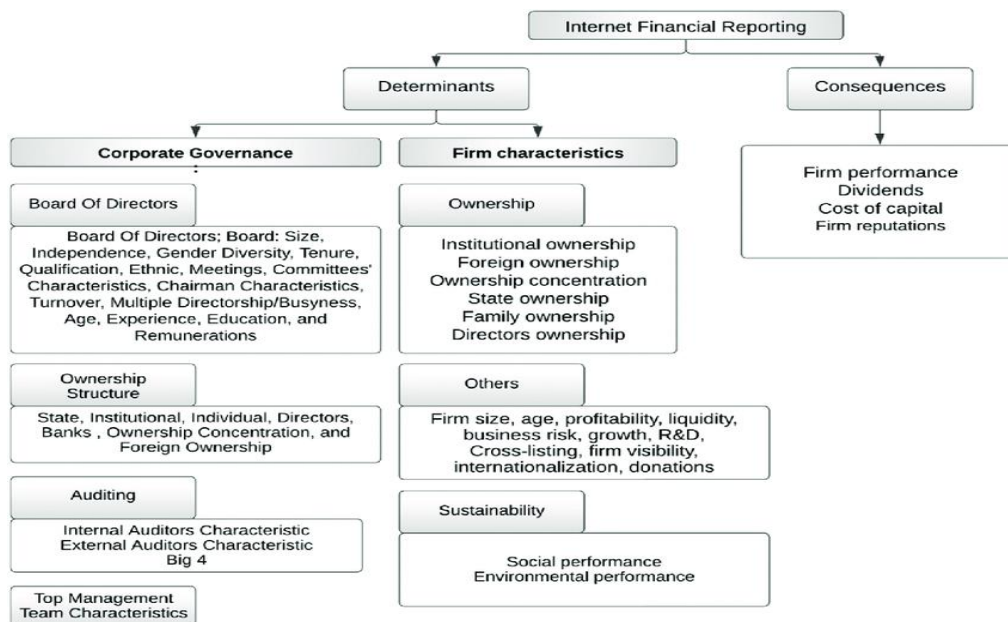 Internet Financial Reporting
Determinants
Consequences
Corporate Governance
:
Firm characteristics
Firm performance
Dividends
Cost of capital
Firm reputations
Board Of Directors
Board Of Directors; Board: Size,
Independence, Gender Diversity, Tenure,
Qualification, Ethnic, Meetings, Committees'
Characteristics, Chairman Characteristics,
Turnover, Multiple Directorship/Busyness,
Age, Experience, Education, and
Remunerations
Ownership
Structure
State, Institutional, Individual, Directors,
Banks , Ownership Concentration, and
Foreign Ownership
Auditing
Internal Auditors Characteristic
External Auditors Characteristic
Big 4
Top Management
Team Characteristics
Ownership
Institutional ownership
Foreign ownership
Ownership concentration
State ownership
Family ownership
Directors ownership
Others
Firm size, age, profitability, liquidity,
business risk, growth, R&D,
Cross-listing, firm visibility,
internationalization, donations
Sustainability
Social performance
Environmental performance